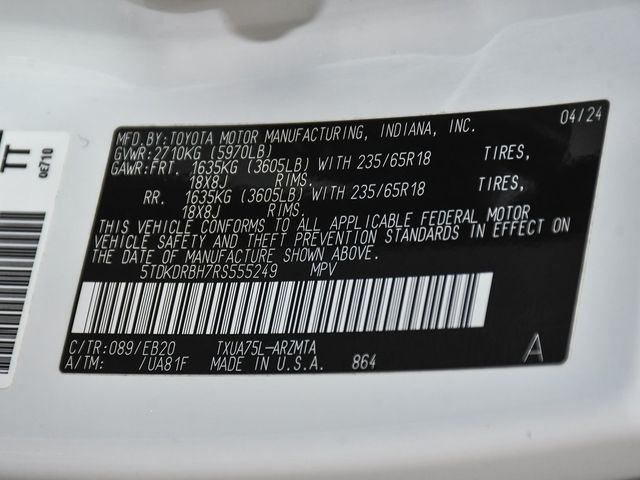 04/24
MFD.BY:TOYOTA MOTOR MANUFACTURING, INDIANA, INC.
GVWR:2710KG (5970LB)
GAWR:FRT. 1635KG (3605LB) WITH 235/65R18 TIRES,
18X8J RIMS.
RR. 1635KG (3605LB) WITH 235/65R18 TIRES,
18X8J RIMS.
THIS VEHICLE CONFORMS TO ALL APPLICABLE FEDERAL MOTOR
VEHICLE SAFETY AND THEFT PREVENTION STANDARDS IN EFFECT ON
THE DATE OF MANUFACTURE SHOWN ABOVE.
5TDKDRBH7RS555249 MPV
C/TR:089/EB20 TXUA75L-ARZMTA
A/TM: /UA81F MADE IN U.S.A. 864
A
TT
0E710